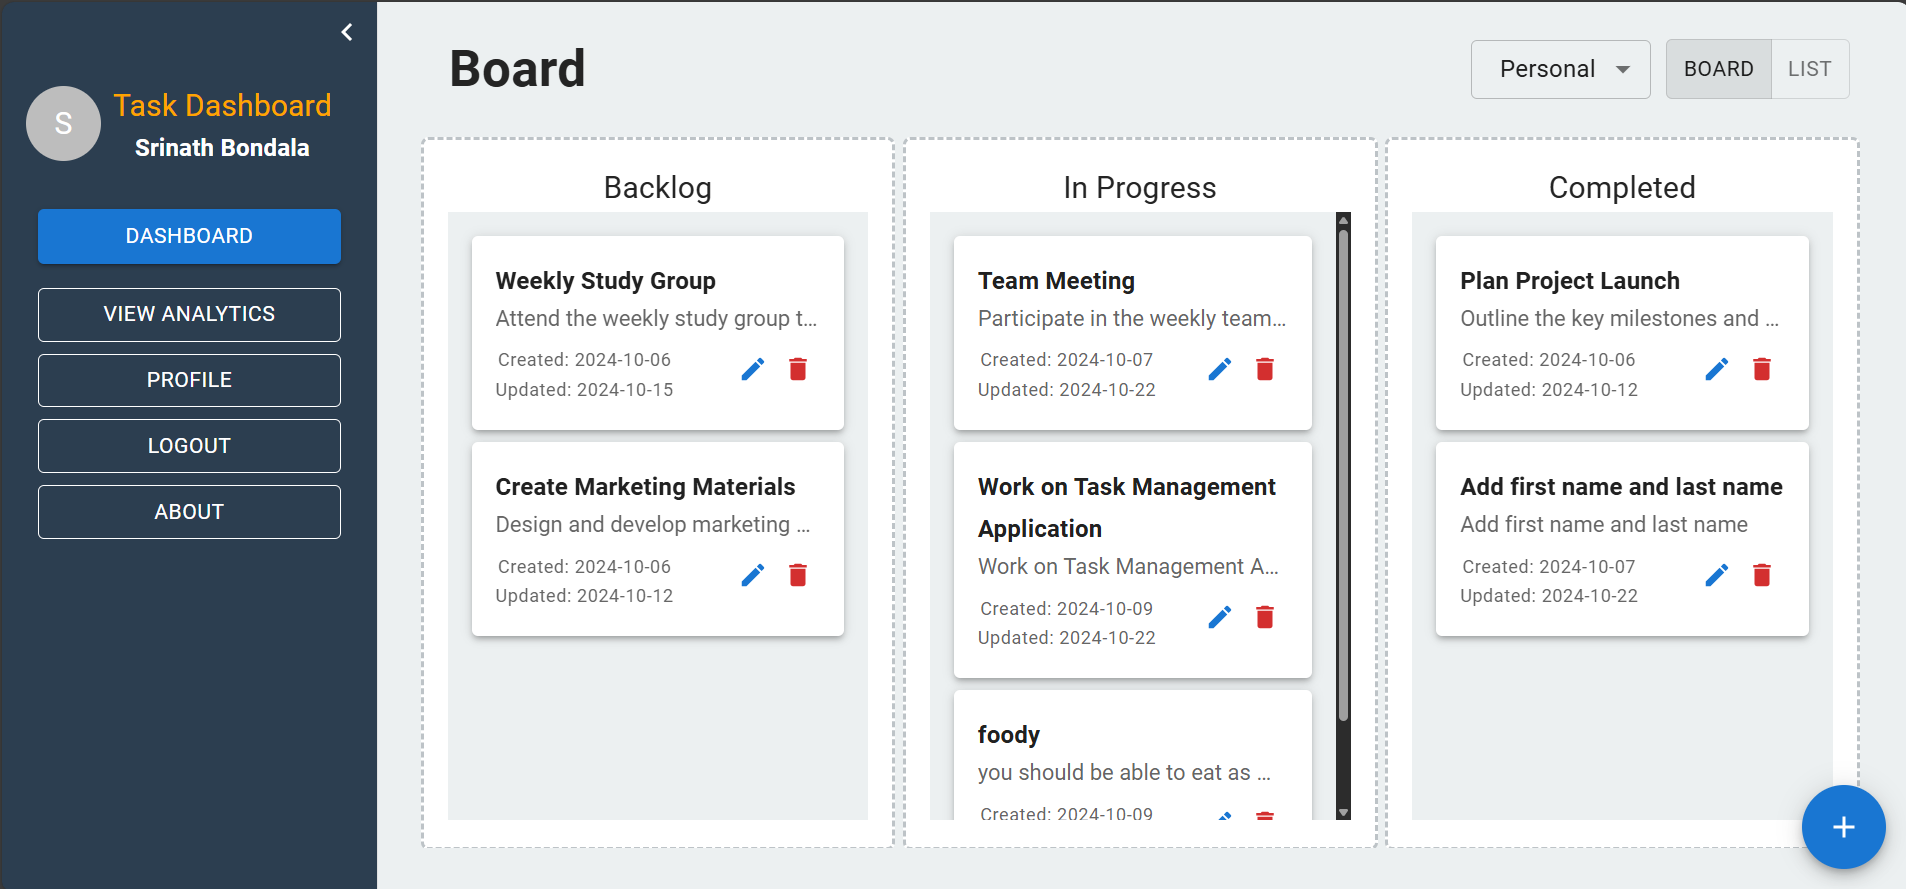 S
Task Dashboard
Srinath Bondala
DASHBOARD
VIEW ANALYTICS
PROFILE
LOGOUT
ABOUT
Board
Personal
BOARD
LIST
Backlog
Weekly Study Group
Attend the weekly study group t...
Created: 2024-10-06
Updated: 2024-10-15
Create Marketing Materials
Design and develop marketing ...
Created: 2024-10-06
Updated: 2024-10-12
In Progress
Team Meeting
Participate in the weekly team...
Created: 2024-10-07
Updated: 2024-10-22
Work on Task Management
Application
Work on Task Management A...
Created: 2024-10-09
Updated: 2024-10-22
foody
you should be able to eat as ...
Created: 2024-10-09
Completed
Plan Project Launch
Outline the key milestones and ...
Created: 2024-10-06
Updated: 2024-10-12
Add first name and last name
Add first name and last name
Created: 2024-10-07
Updated: 2024-10-22